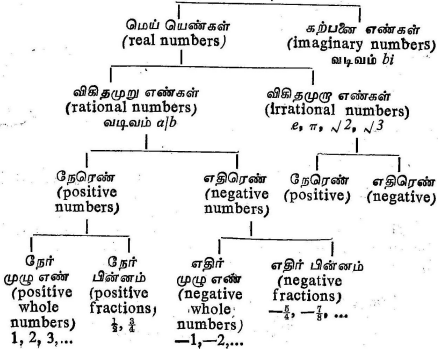 மெய் யெண்கள்
(real numbers)
கற்பனை எண்கள்
(imaginary numbers)
வடிவம் bi
விகிதமுறு எண்கள்
(rational numbers)
வடிவம் a/b
விகிதமுறா எண்கள்
(irrational numbers)
e, π, √2, √3
நேரெண்
(positive
numbers)
எதிரெண்
(negative
numbers)
நேரெண்
(positive)
எதிரெண்
(negative)
நேர்
முழு எண்
(positive
whole
numbers)
1, 2, 3,...
நேர்
பின்னம்
(positive
fractions)
½, ¾
எதிர்
முழு எண்
(negative
whole
numbers)
—1,—2,...
எதிர் பின்னம்
(negative
fractions)
—5/4, —7/8, ...